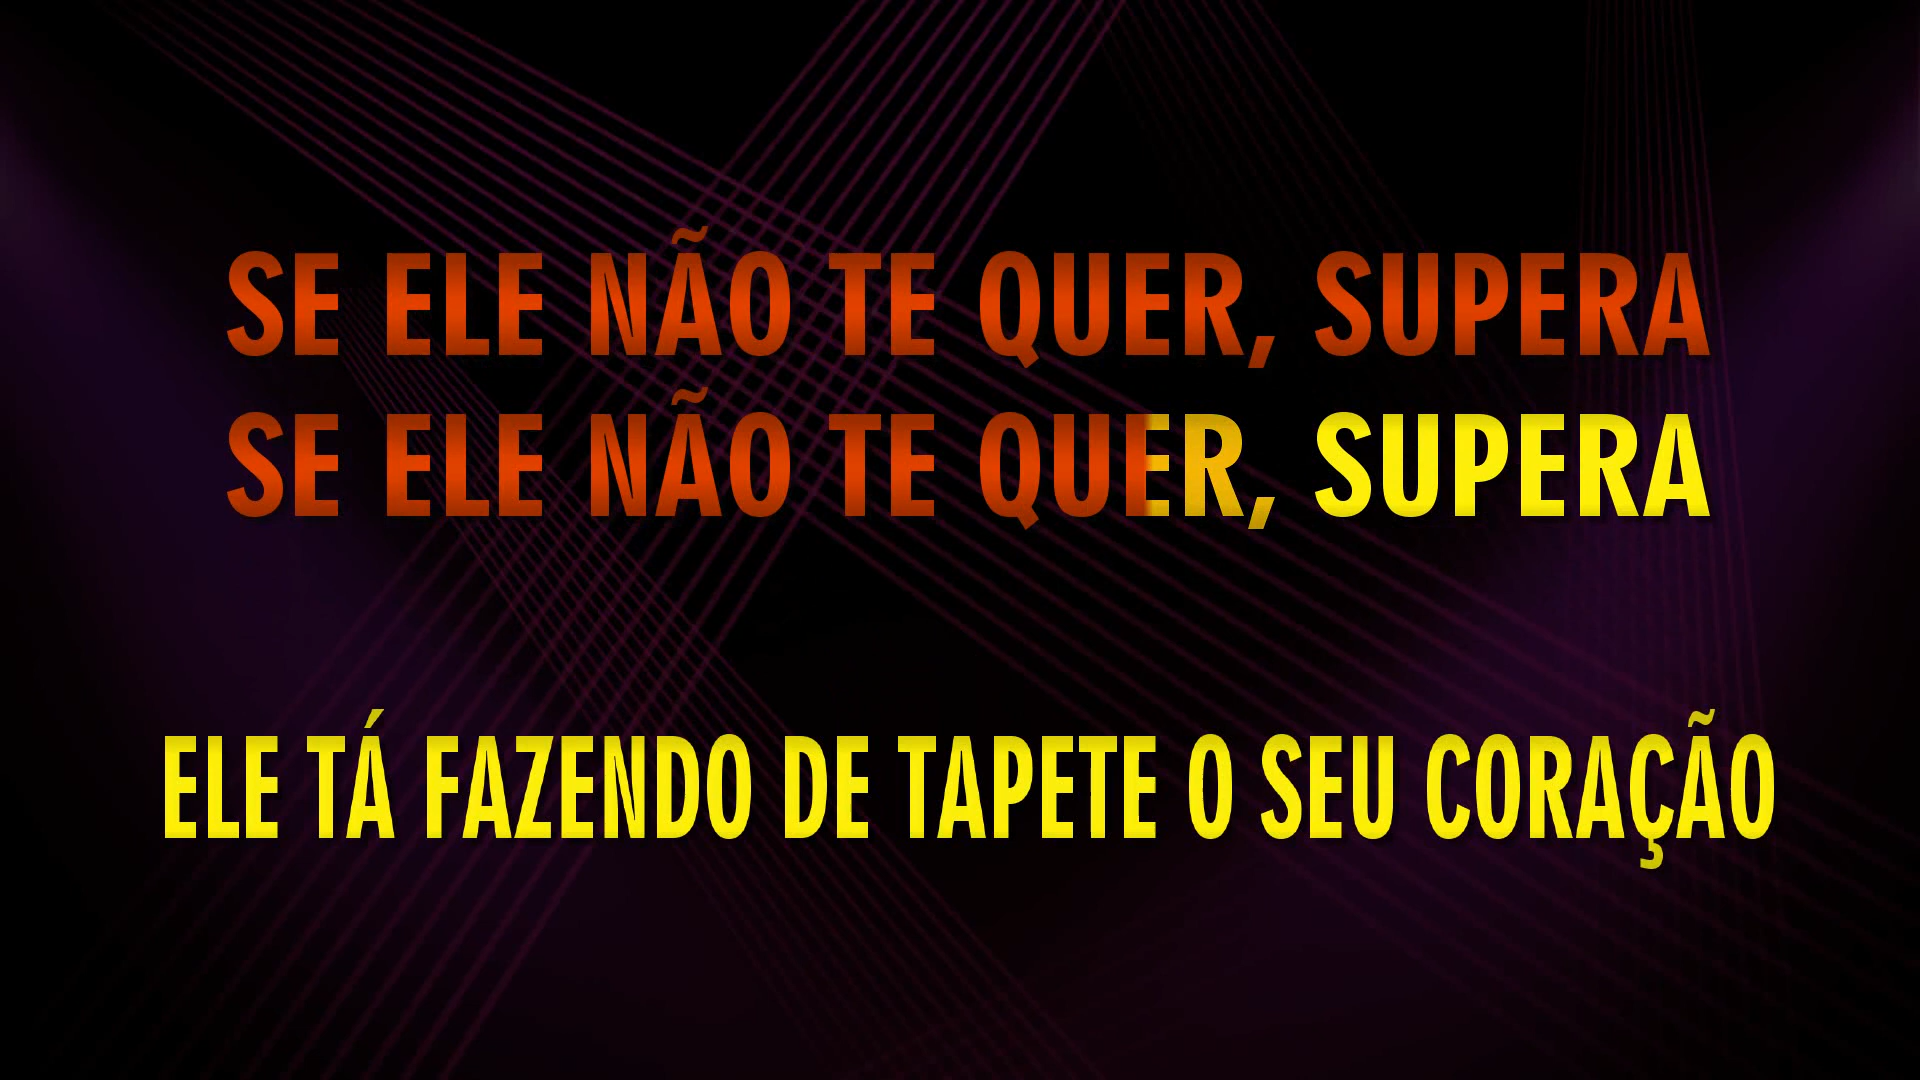 SE ELE NÃO TE QUER, SUPERA
SE ELE NÃO TE QUER, SUPERA
ELE TÁ FAZENDO DE TAPETE O SEU CORAÇÃO